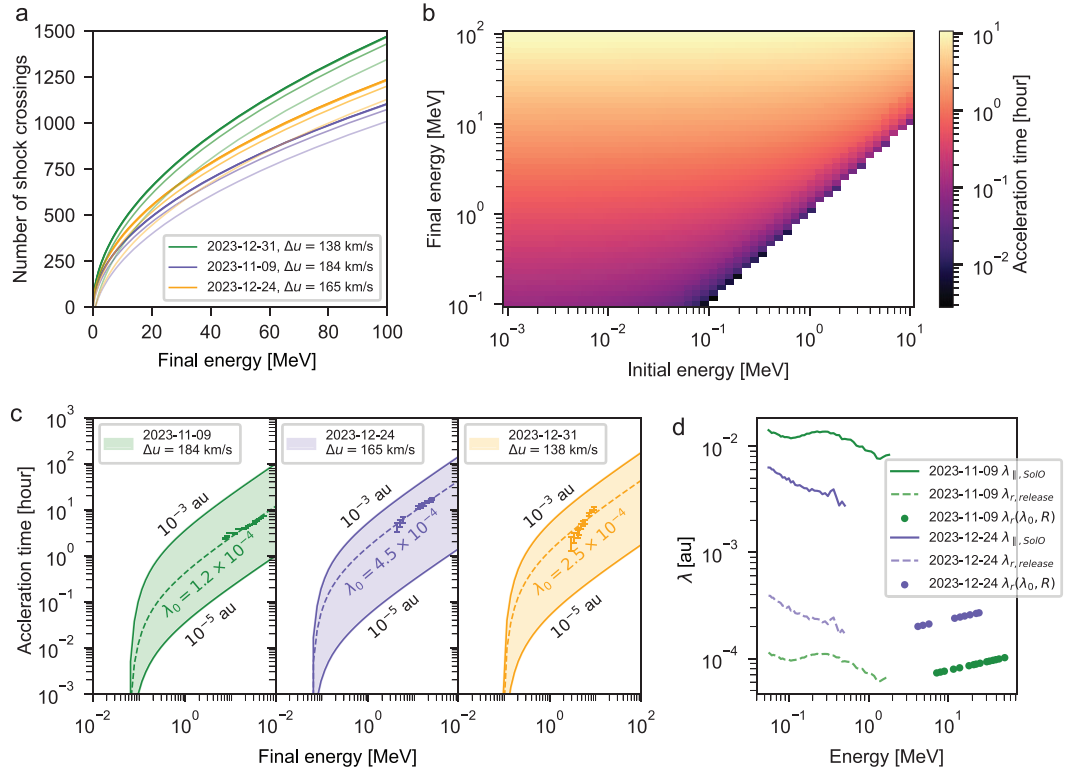 a
Number of shock crossings
1500
1250
1000
750
500
250
0
2023-12-31, Δu = 138 km/s
2023-11-09, Δu = 184 km/s
2023-12-24, Δu = 165 km/s
0 20 40 60 80 100
Final energy [MeV]
b
Final energy [MeV]
10²
10¹
10⁰
10⁻¹
10⁻³ 10⁻² 10⁻¹ 10⁰ 10¹
Initial energy [MeV]
10¹
10⁰
10⁻¹
10⁻²
Acceleration time [hour]
c
Accleration time [hour]
10³
10²
10¹
10⁰
10⁻¹
10⁻²
10⁻³
2023-11-09
Δu = 184 km/s
10⁻³ au
λ₀ = 1.2 × 10⁻⁴
10⁻⁵ au
2023-12-24
Δu = 165 km/s
10⁻³ au
λ₀ = 4.5 × 10⁻⁴
10⁻⁵ au
2023-12-31
Δu = 138 km/s
10⁻³ au
λ₀ = 2.5 × 10⁻⁴
10⁻⁵ au
10⁻² 10⁰ 10⁻² 10⁰ 10⁻² 10⁰ 10²
Final energy [MeV]
d
λ [au]
10⁻²
10⁻³
10⁻⁴
2023-11-09 λ∥,SolO
2023-11-09 λr,release
2023-11-09 λr(λ₀, R)
2023-12-24 λ∥,SolO
2023-12-24 λr,release
2023-12-24 λr(λ₀, R)
10⁻¹ 10⁰ 10¹
Energy [MeV]